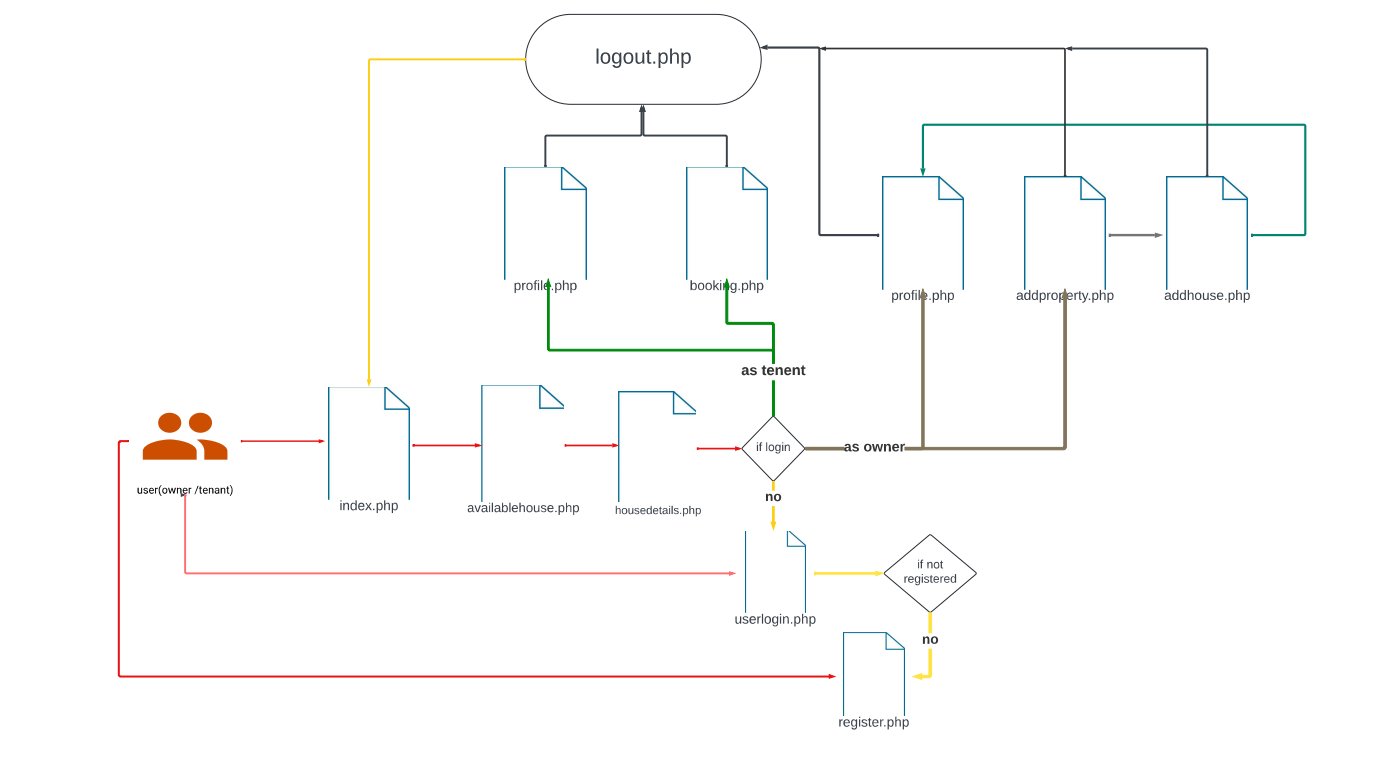 logout.php
profile.php
booking.php
profile.php
addproperty.php
addhouse.php
as tenent
if login
as owner
user(owner /tenant)
index.php
availablehouse.php
housedetails.php
no
if not
registered
userlogin.php
no
register.php